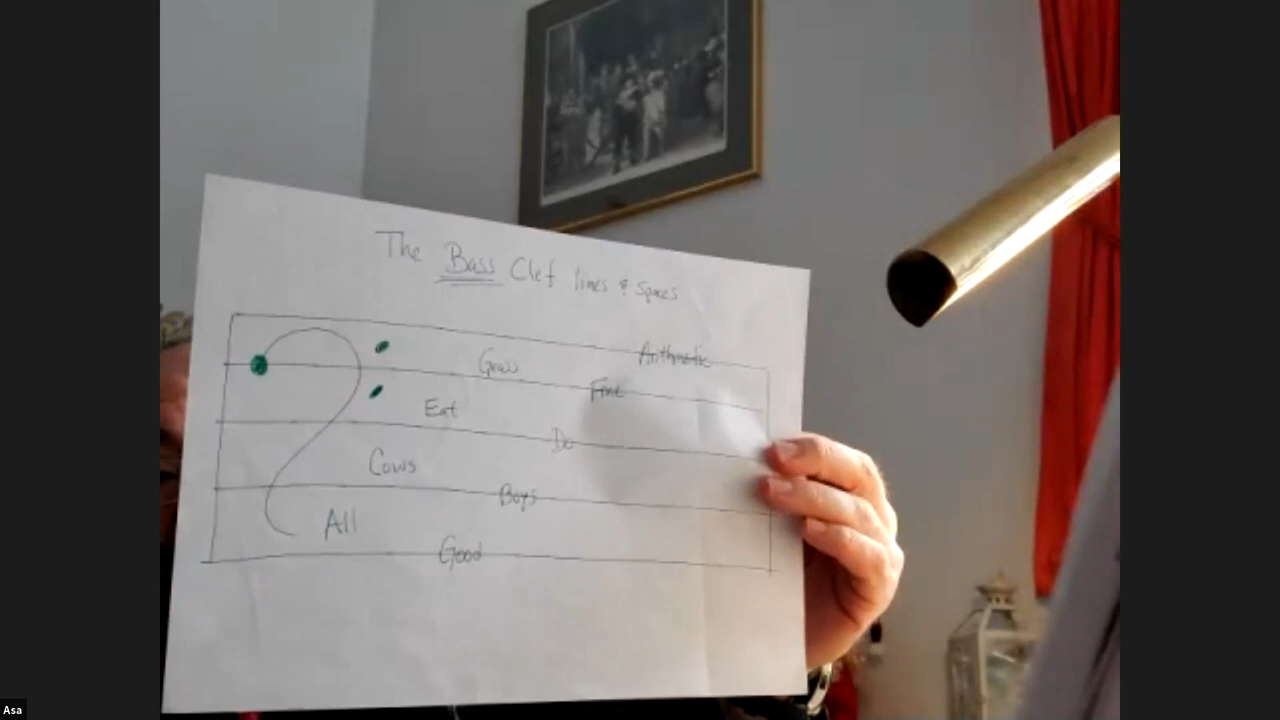 The Bass Clef lines & spaces
Arithmetic
Grass
Fine
Eat
Do
Cows
Boys
All
Good
Asa